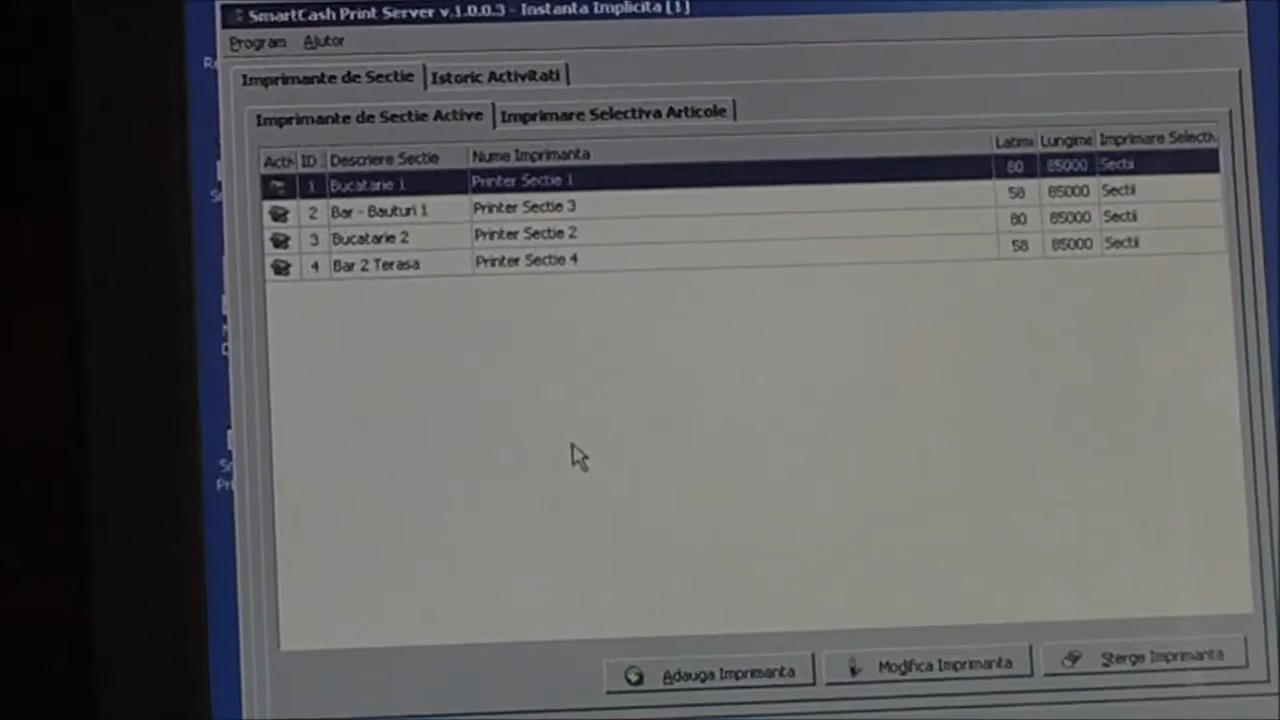 SmartCash Print Server v.1.0.0.3 - Instanta Implicita [1]
Program Ajutor
Imprimante de Sectie Istoric Activitati
Imprimante de Sectie Active Imprimare Selectiva Articole
Activ ID Descriere Sectie Nume Imprimanta Latime Lungime Imprimare Selectiv
1 Bucatarie 1 Printer Sectie 1 80 85000 Sectii
2 Bar - Bauturi 1 Printer Sectie 3 58 85000 Sectii
3 Bucatarie 2 Printer Sectie 2 80 85000 Sectii
4 Bar 2 Terasa Printer Sectie 4 58 85000 Sectii
Adauga Imprimanta Modifica Imprimanta Sterge Imprimanta